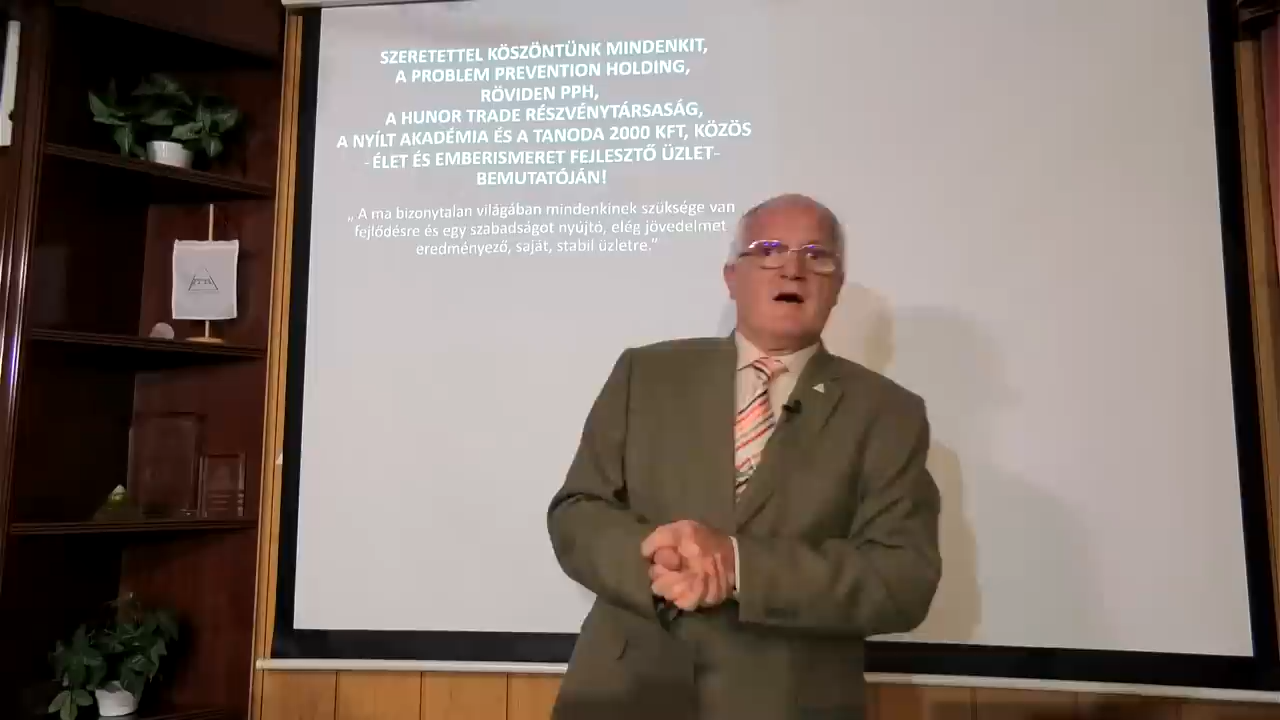 SZERETETTEL KÖSZÖNTÜNK MINDENKIT,
A PROBLEM PREVENTION HOLDING,
RÖVIDEN PPH,
A HUNOR TRADE RÉSZVÉNYTÁRSASÁG,
A NYÍLT AKADÉMIA ÉS A TANODA 2000 KFT, KÖZÖS
-ÉLET ÉS EMBERISMERET FEJLESZTŐ ÜZLET-
BEMUTATÓJÁN!
„ A ma bizonytalan világában mindenkinek szüksége van
fejlődésre és egy szabadságot nyújtó, elég jövedelmet
eredményező, saját, stabil üzletre.”